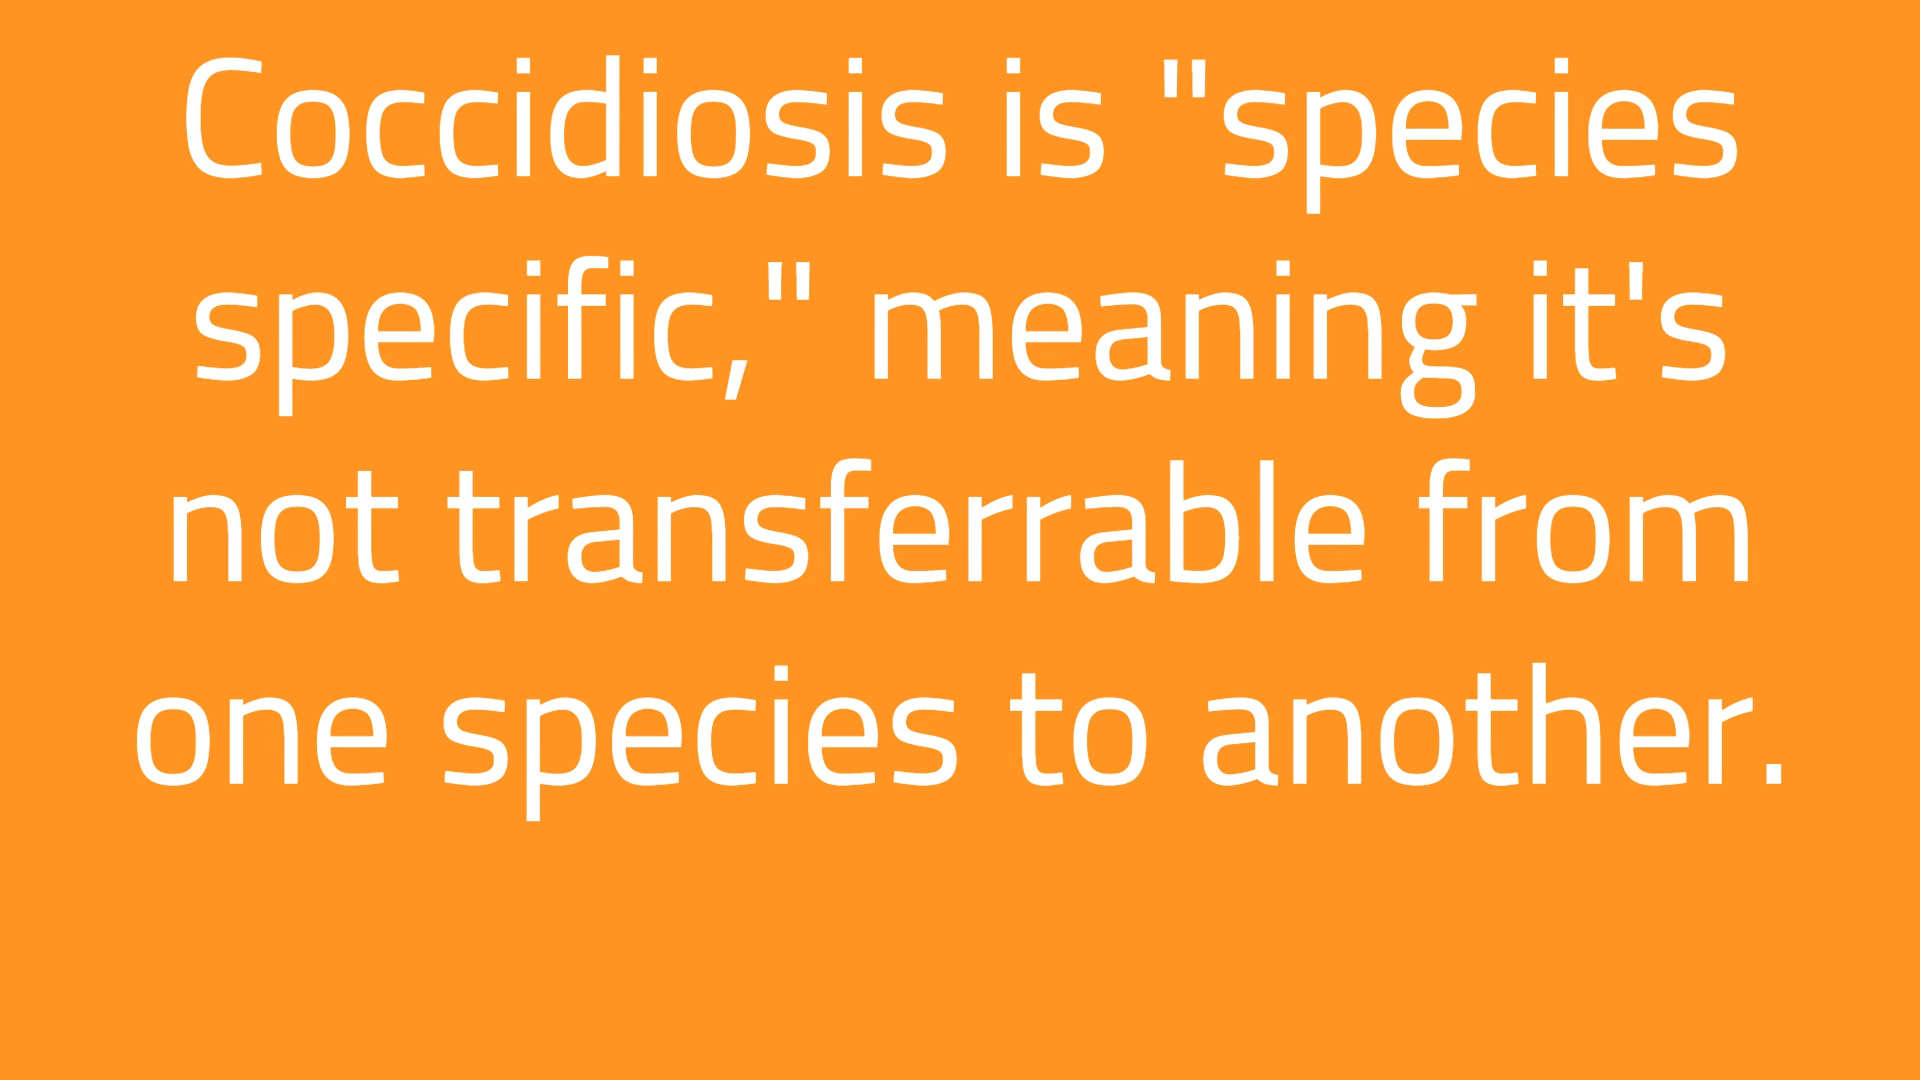 Coccidiosis is "species
specific," meaning it's
not transferrable from
one species to another.